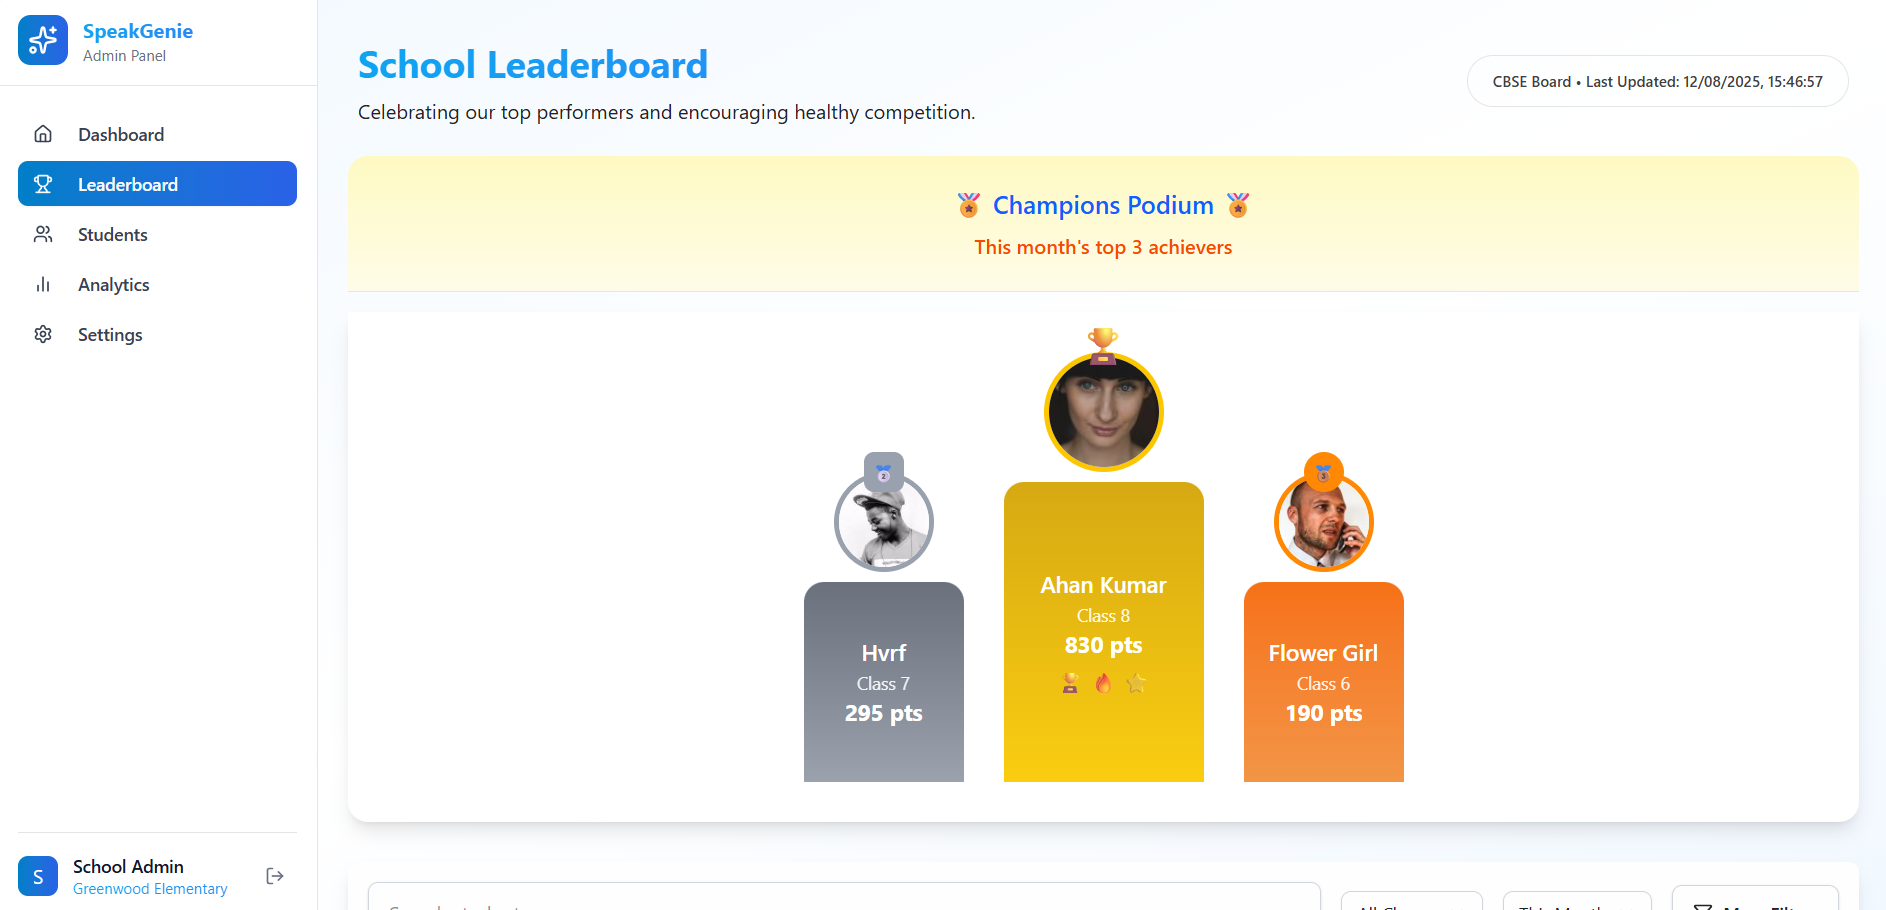 SpeakGenie
Admin Panel
Dashboard
Leaderboard
Students
Analytics
Settings
School Admin
S
Greenwood Elementary
School Leaderboard
Celebrating our top performers and encouraging healthy competition.
CBSE Board • Last Updated: 12/08/2025, 15:46:57
Champions Podium
This month's top 3 achievers
2
3
Hvrf
Class 7
295 pts
Ahan Kumar
Class 8
830 pts
Flower Girl
Class 6
190 pts